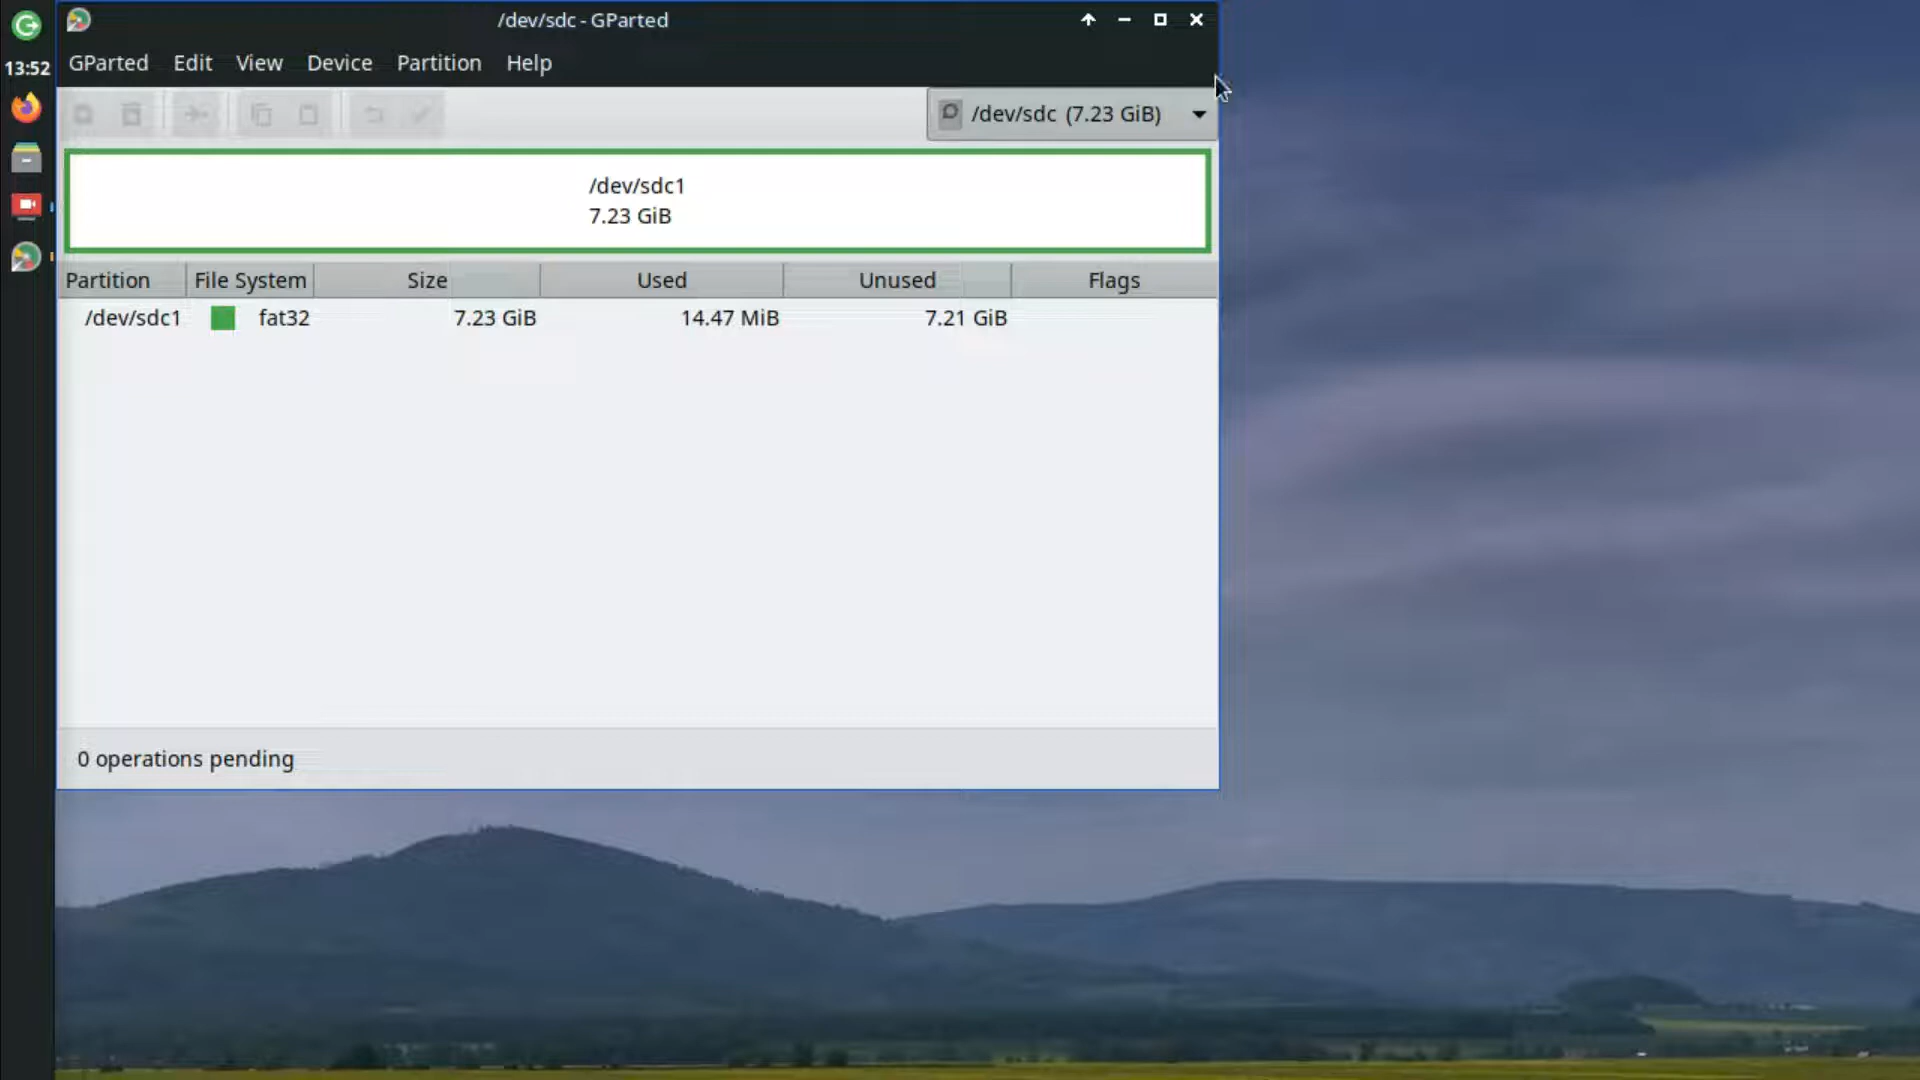 /dev/sdc - GParted
13:52
GParted Edit View Device Partition Help
/dev/sdc (7.23 GiB)
/dev/sdc1
7.23 GiB
Partition File System Size Used Unused Flags
/dev/sdc1 fat32 7.23 GiB 14.47 MiB 7.21 GiB
0 operations pending